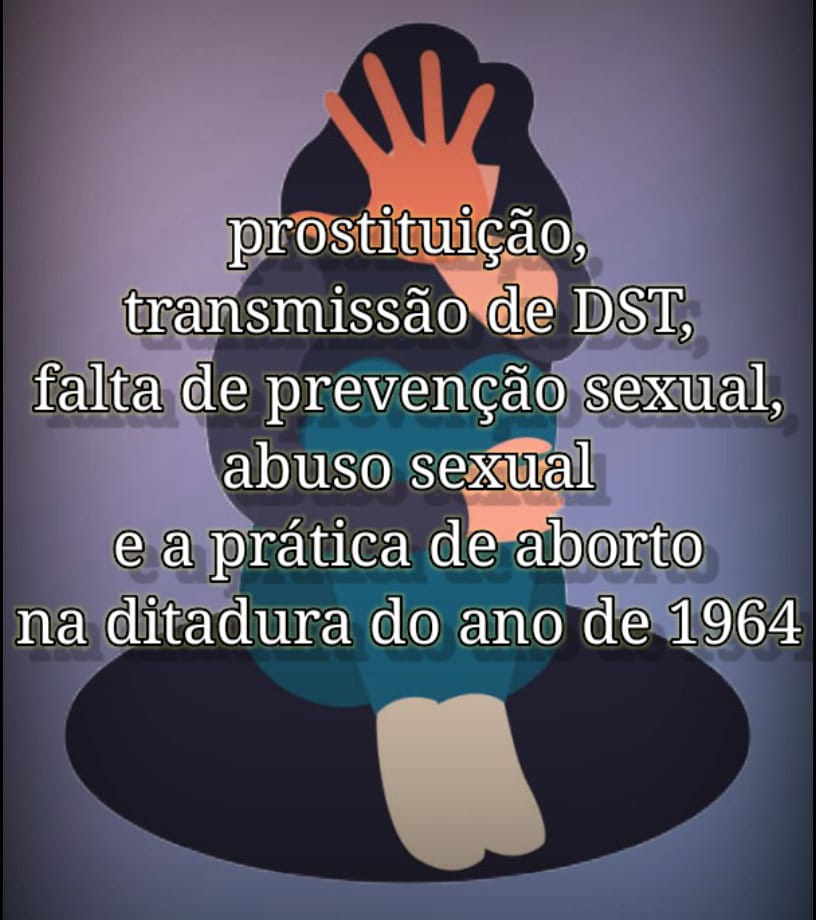 prostituição,
transmissão de DST,
falta de prevenção sexual,
abuso sexual
e a prática de aborto
na ditadura do ano de 1964